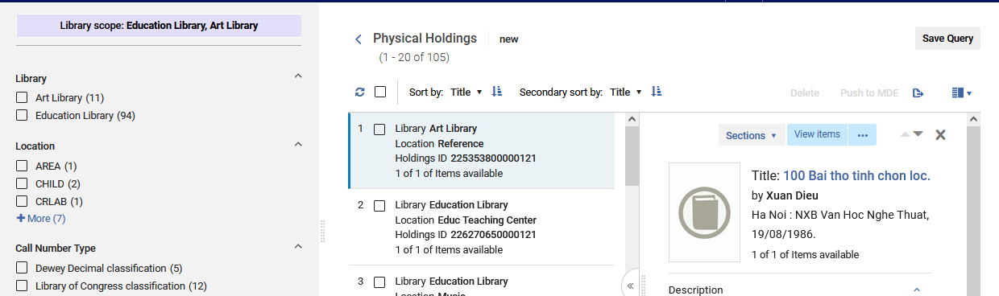 Library scope: Education Library, Art Library
Library
Art Library (11)
Education Library (94)
Location
AREA (1)
CHILD (2)
CRLAB (1)
+ More (7)
Call Number Type
Dewey Decimal classification (5)
Library of Congress classification (12)
Physical Holdings new
(1 - 20 of 105)
Save Query
Sort by: Title Secondary sort by: Title
Delete Push to MDE
1 Library Art Library
Location Reference
Holdings ID 225353800000121
1 of 1 of Items available
2 Library Education Library
Location Educ Teaching Center
Holdings ID 226270650000121
1 of 1 of Items available
3 Library Education Library
Location Music
Sections View items ...
Title: 100 Bai tho tinh chon loc.
by Xuan Dieu
Ha Noi : NXB Van Hoc Nghe Thuat,
19/08/1986.
1 of 1 of Items available
Description